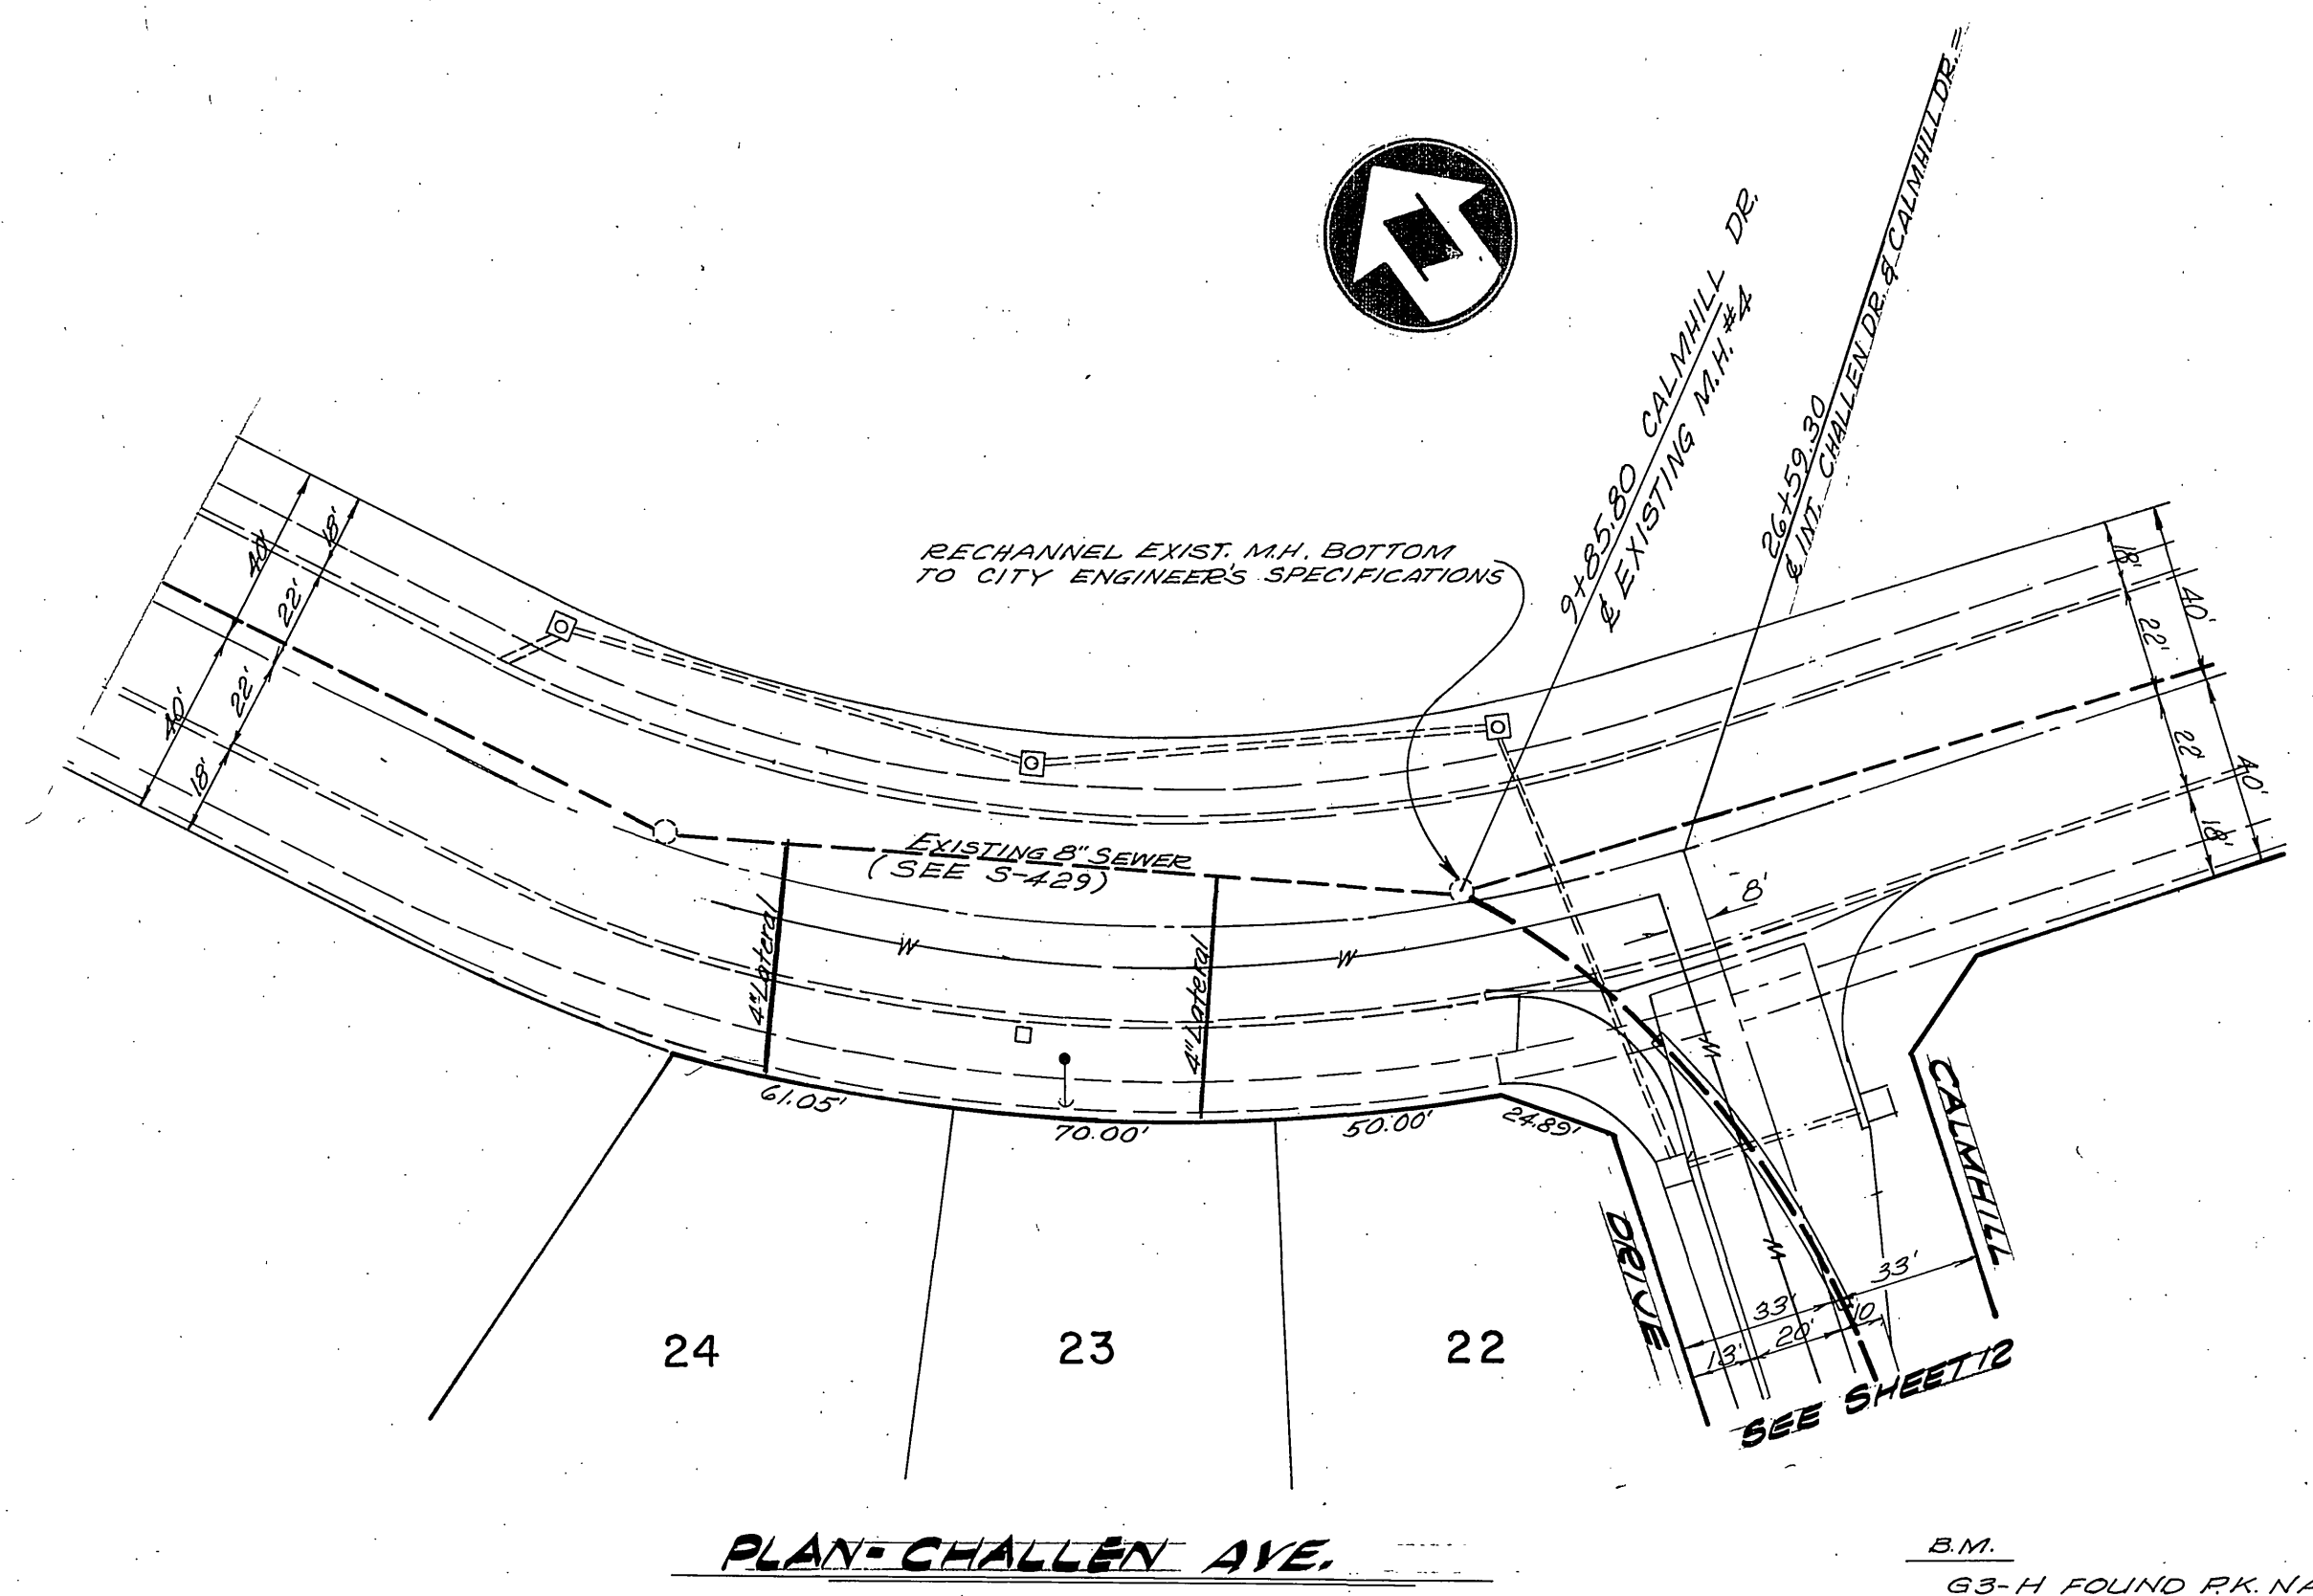 RECHANNEL EXIST. M.H. BOTTOM
TO CITY ENGINEER'S SPECIFICATIONS
9+85.80 CALMHILL DR.
℄ EXISTING M.H. #4
26+59.30
℄ INT. CHALLEN DR. & CALMHILL DR. =
40'
18'
22'
22'
40'
18'
18'
40'
22'
22'
40'
18'
EXISTING 8" SEWER
(SEE S-429)
4" Lateral
4" Lateral
W
W
8'
W
W
61.05'
70.00'
50.00'
24.89'
CALMHILL
DRIVE
33'
33'
10
20'
13'
24
23
22
SEE SHEET 12
PLAN-CHALLEN AVE.
B.M.
G3-H FOUND P.K. NA